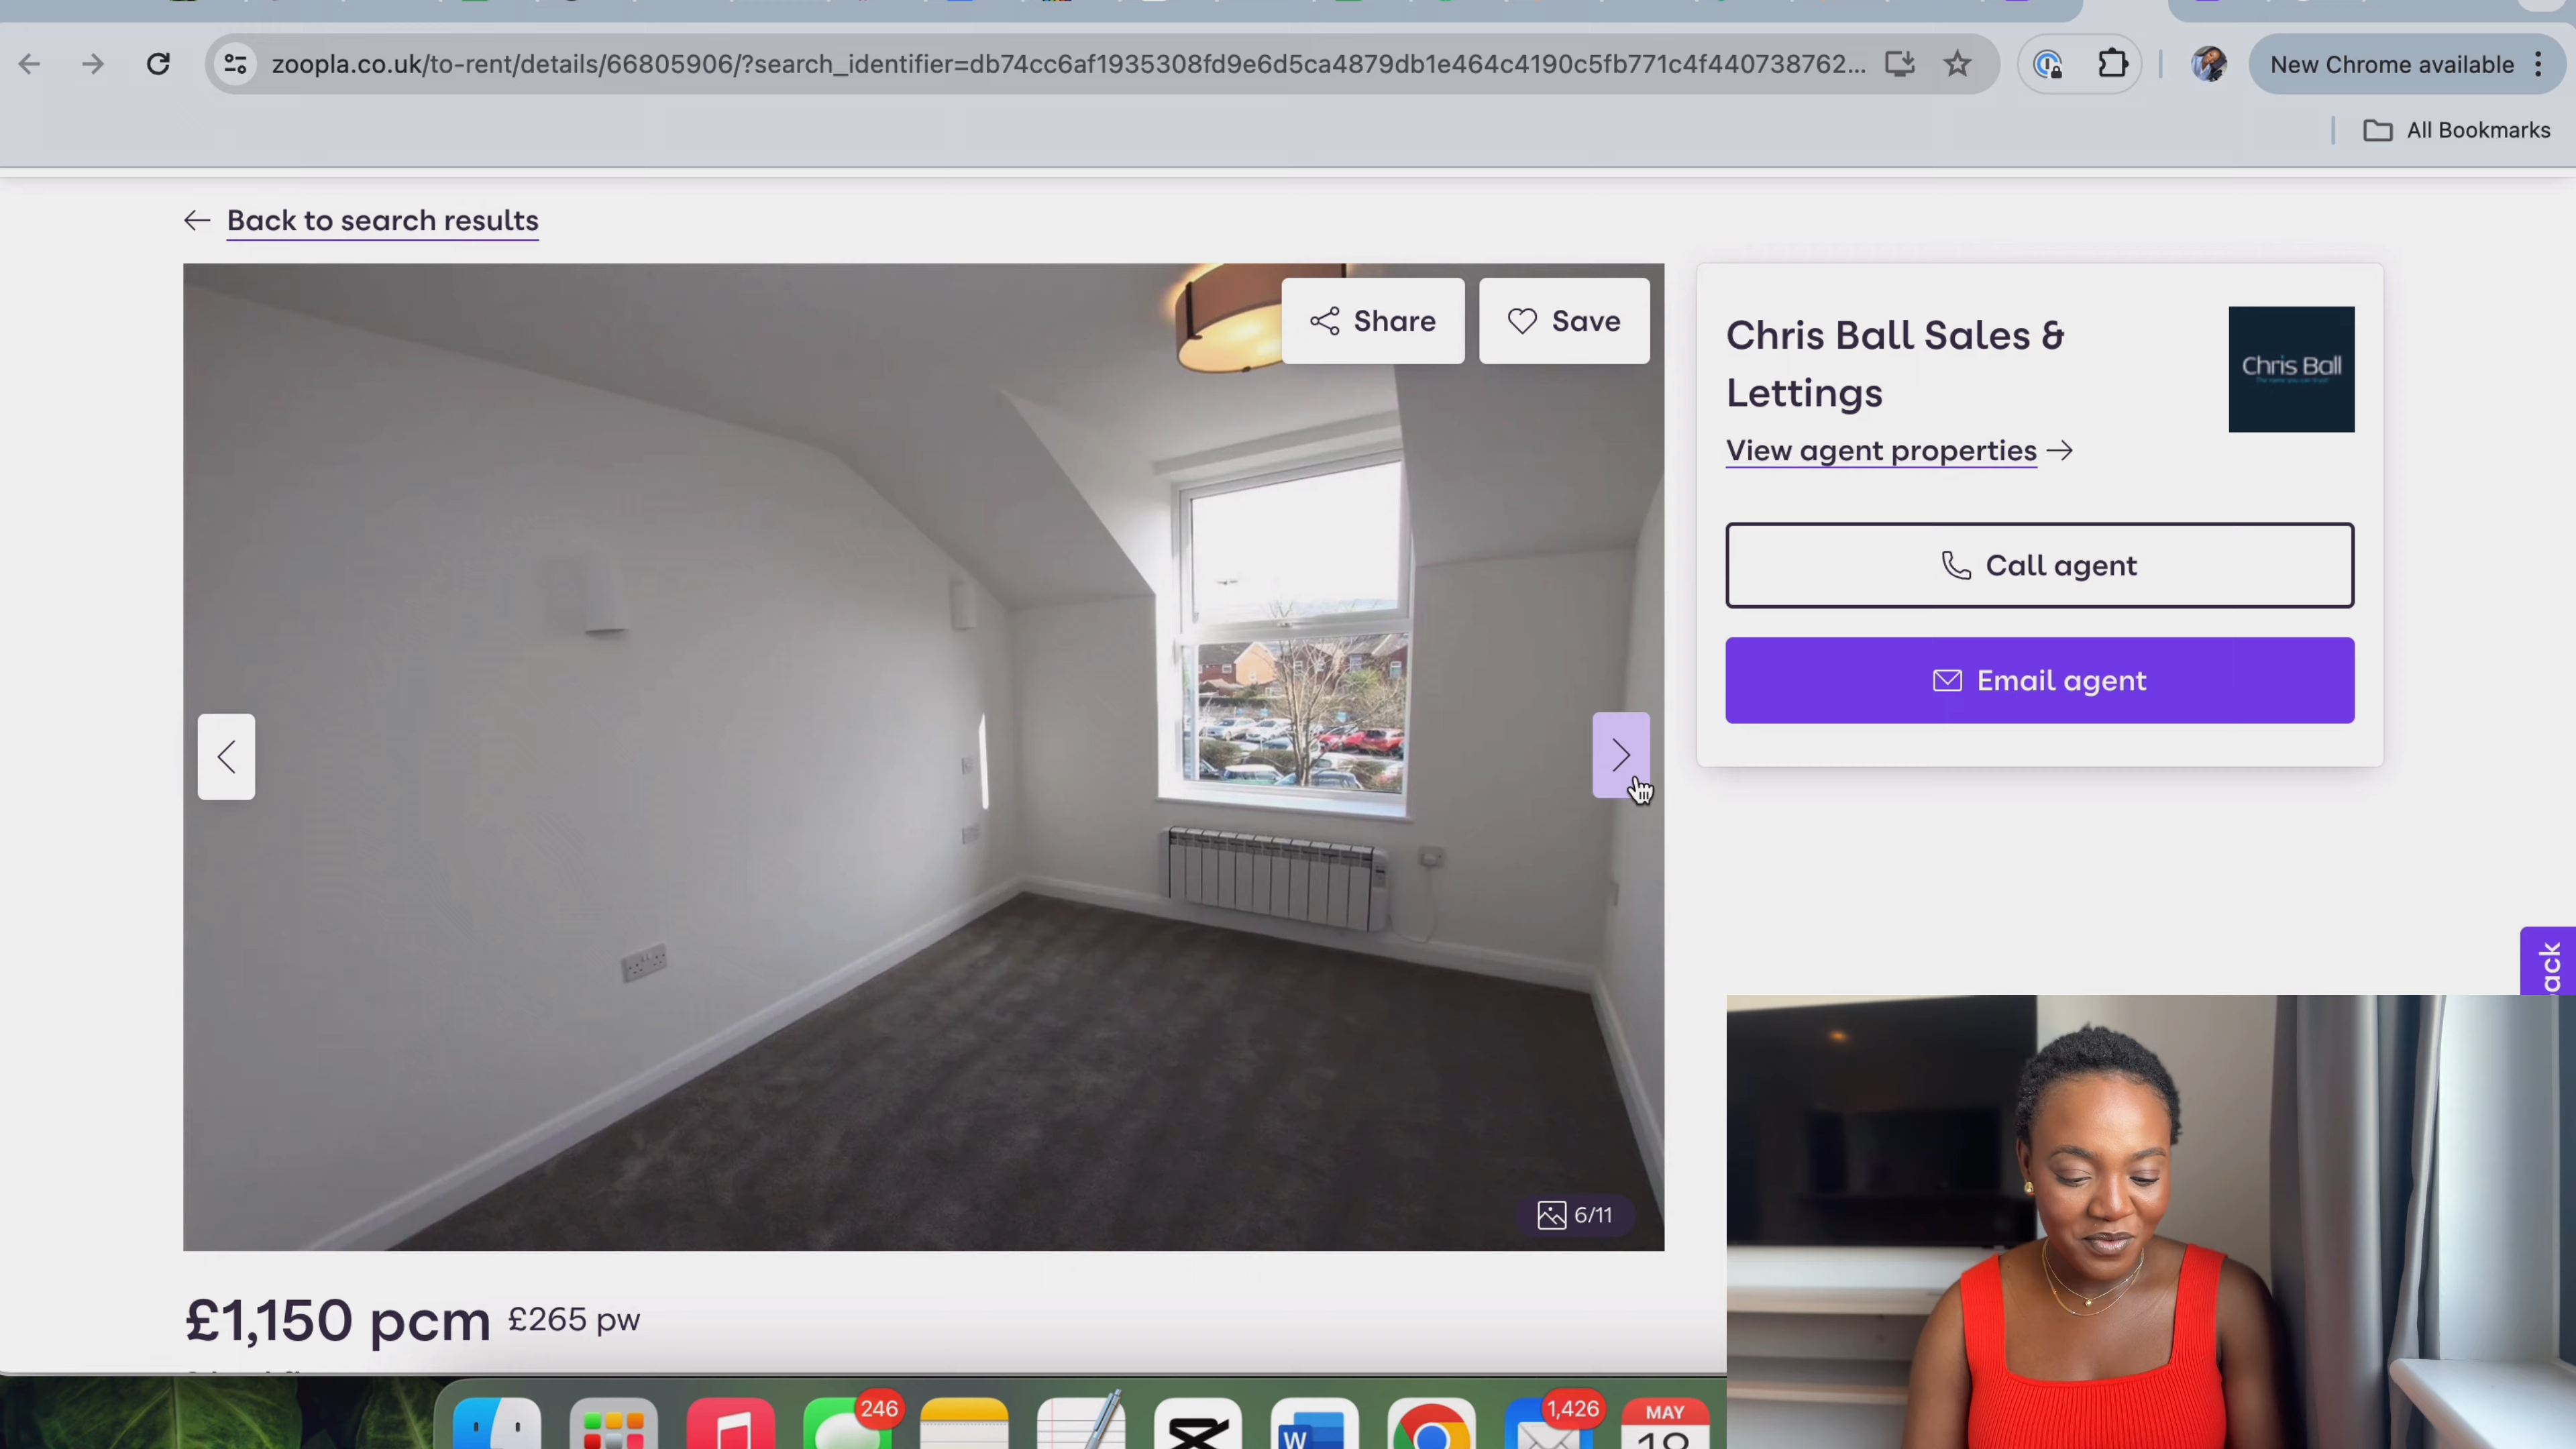 zoopla.co.uk/to-rent/details/66805906/?search_identifier=db74cc6af1935308fd9e6d5ca4879db1e464c4190c5fb771c4f440738762...
New Chrome available
All Bookmarks
Back to search results
Share
Save
Chris Ball Sales &
Lettings
Chris Ball
View agent properties
Call agent
Email agent
ack
6/11
£1,150 pcm £265 pw
246
W
1,426
MAY